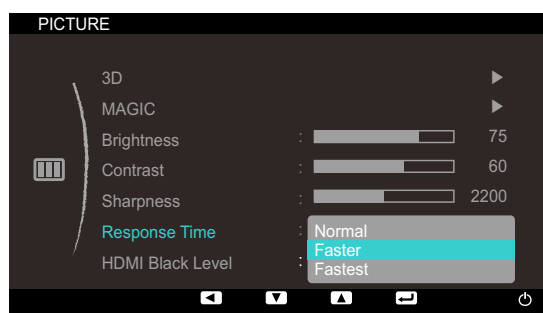 PICTURE
3D
MAGIC
Brightness : 75
Contrast : 60
Sharpness : 2200
Response Time : Normal
Faster
HDMI Black Level : Fastest